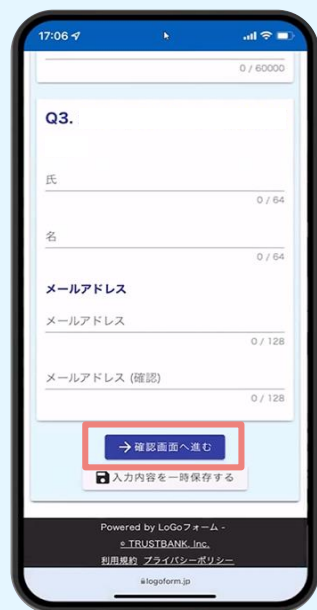 17:06
0 / 60000
Q3.
氏
0 / 64
名
0 / 64
メールアドレス
メールアドレス
0 / 128
メールアドレス (確認)
0 / 128
→確認画面へ進む
入力内容を一時保存する
Powered by LoGoフォーム -
© TRUSTBANK, Inc.
利用規約 プライバシーポリシー
logoform.jp